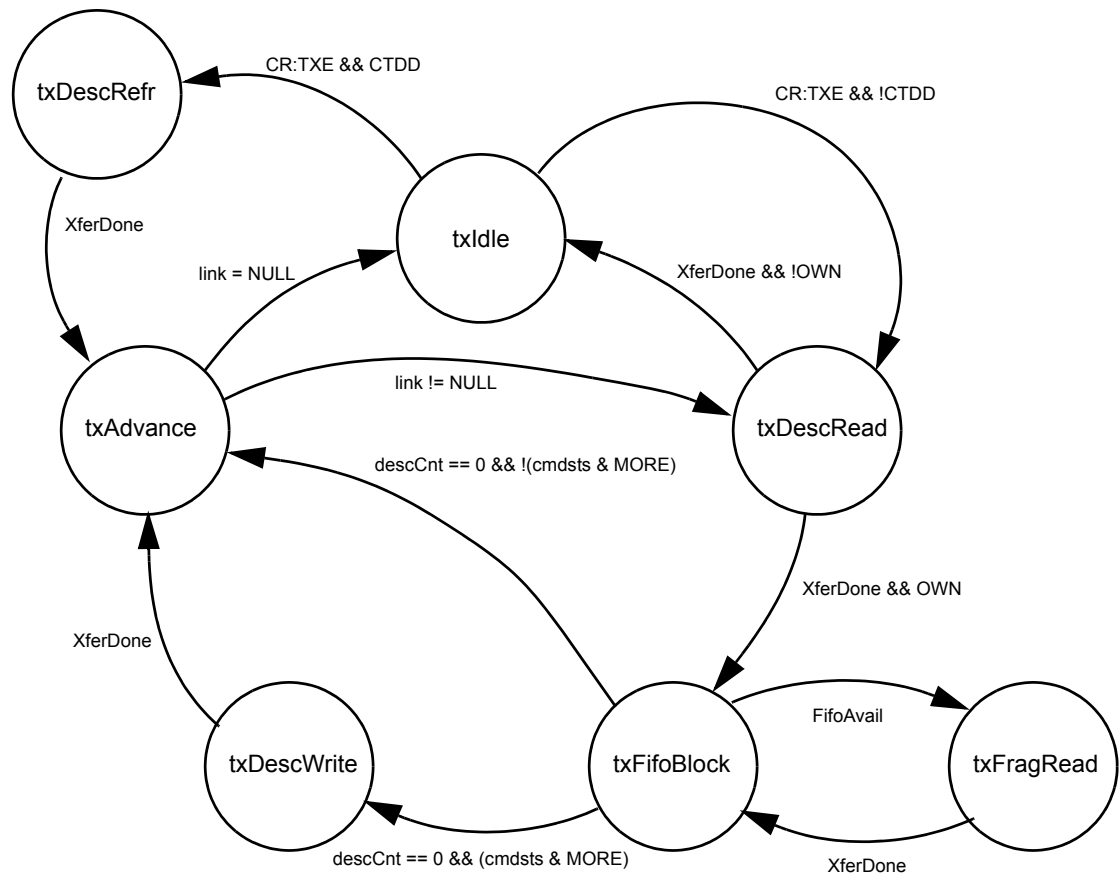 CR:TXE && CTDD
txDescRefr
CR:TXE && !CTDD
XferDone
txIdle
link = NULL
XferDone && !OWN
link != NULL
txAdvance
txDescRead
descCnt == 0 && !(cmdsts & MORE)
XferDone && OWN
XferDone
FifoAvail
txDescWrite
txFifoBlock
txFragRead
descCnt == 0 && (cmdsts & MORE)
XferDone